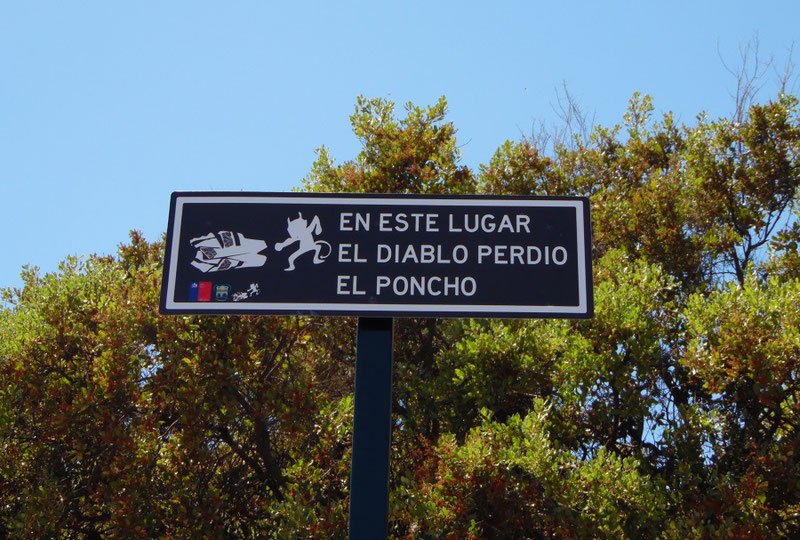 EN ESTE LUGAR
EL DIABLO PERDIO
EL PONCHO